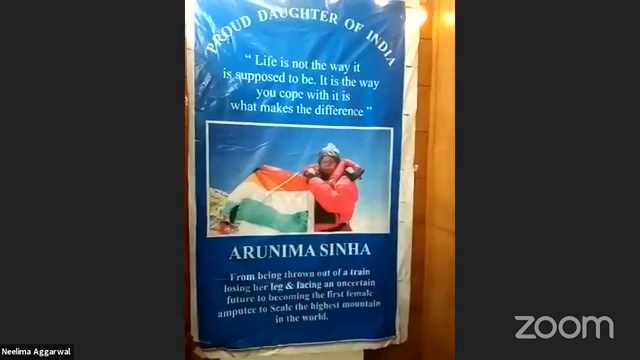 PROUD DAUGHTER OF INDIA
“ Life is not the way it
is supposed to be. It is the way
you cope with it is
what makes the difference ”
ARUNIMA SINHA
From being thrown out of a train
losing her leg & facing an uncertain
future to becoming the first female
amputee to Scale the highest mountain
in the world.
Neelima Aggarwal
zoom